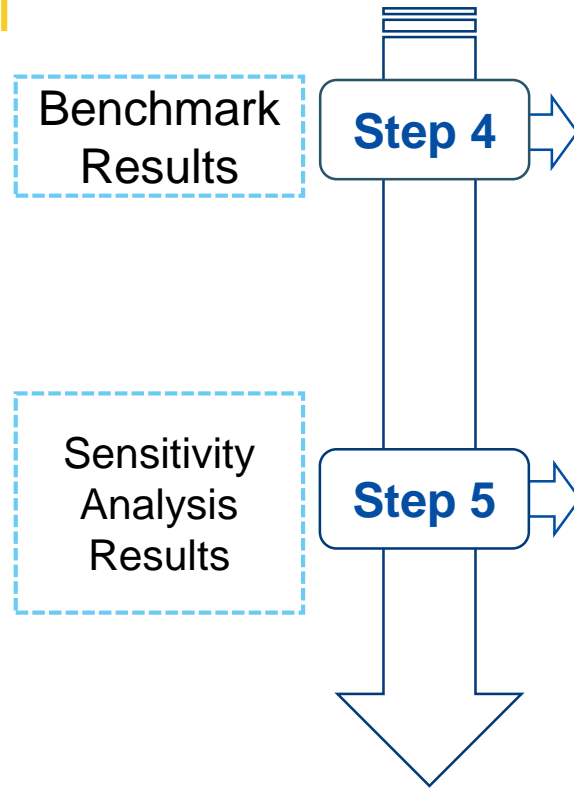 Benchmark
Results
Step 4
Sensitivity
Analysis
Results
Step 5